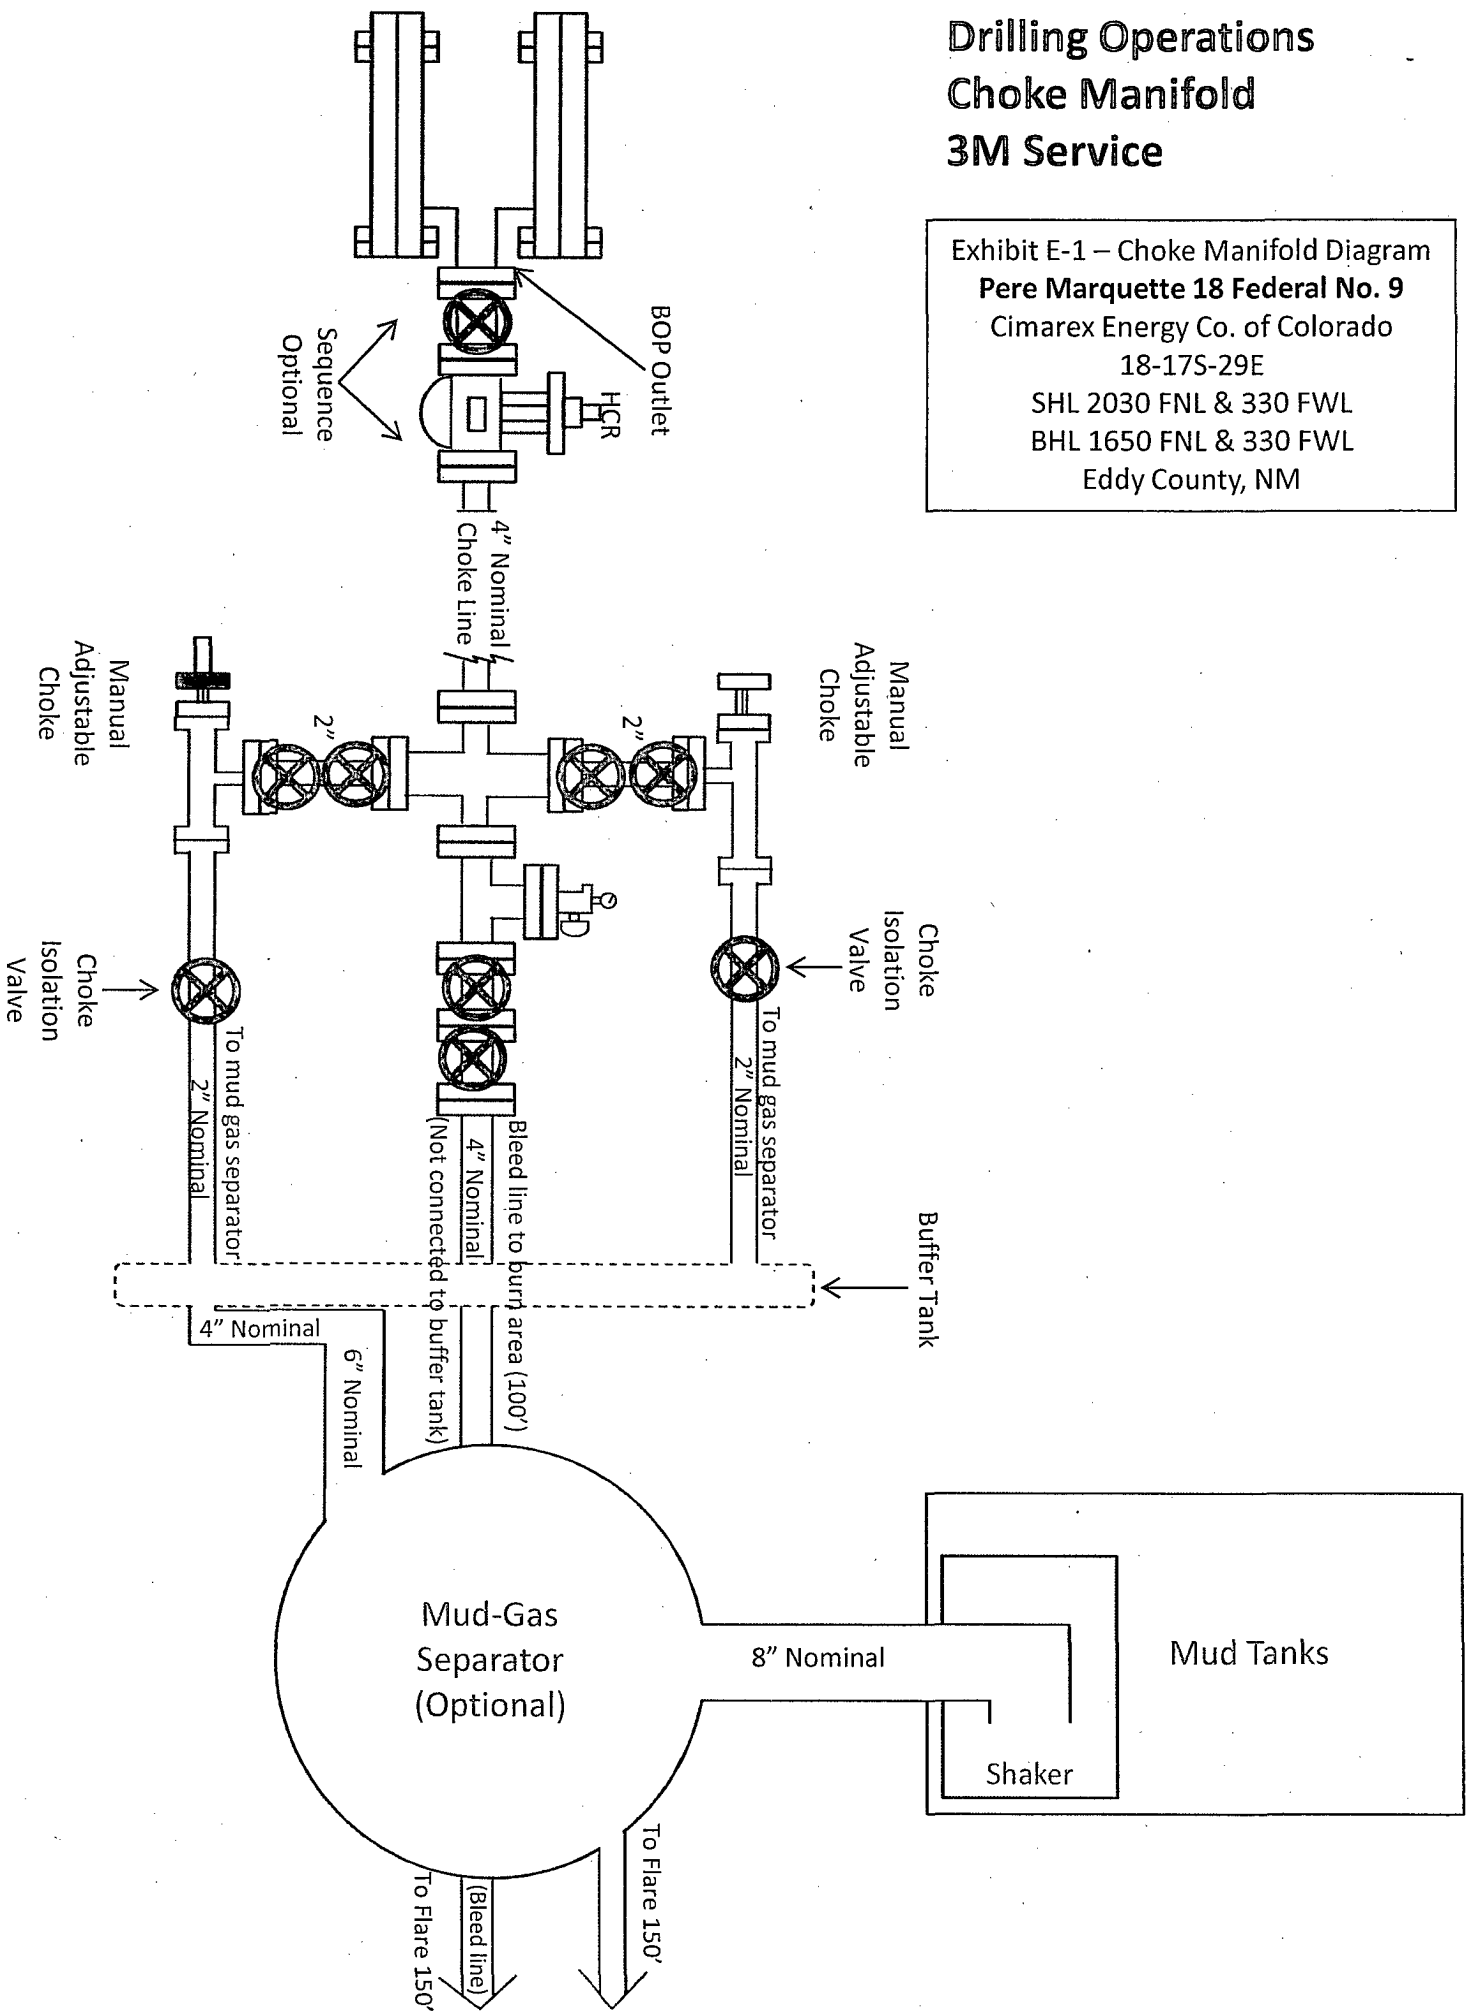 Drilling Operations
Choke Manifold
3M Service
Exhibit E-1 – Choke Manifold Diagram
Pere Marquette 18 Federal No. 9
Cimarex Energy Co. of Colorado
18-17S-29E
SHL 2030 FNL & 330 FWL
BHL 1650 FNL & 330 FWL
Eddy County, NM
BOP Outlet
HCR
Sequence
Optional
4” Nominal
Choke Line
Manual
Adjustable
Choke
Manual
Adjustable
Choke
2”
2”
Choke
Isolation
Valve
Choke
Isolation
Valve
To mud gas separator
2” Nominal
To mud gas separator
2” Nominal
Bleed line to burn area (100’)
4” Nominal
(Not connected to buffer tank)
Buffer Tank
4” Nominal
6” Nominal
Mud-Gas
Separator
(Optional)
8” Nominal
Mud Tanks
Shaker
To Flare 150’
(Bleed line)
To Flare 150’